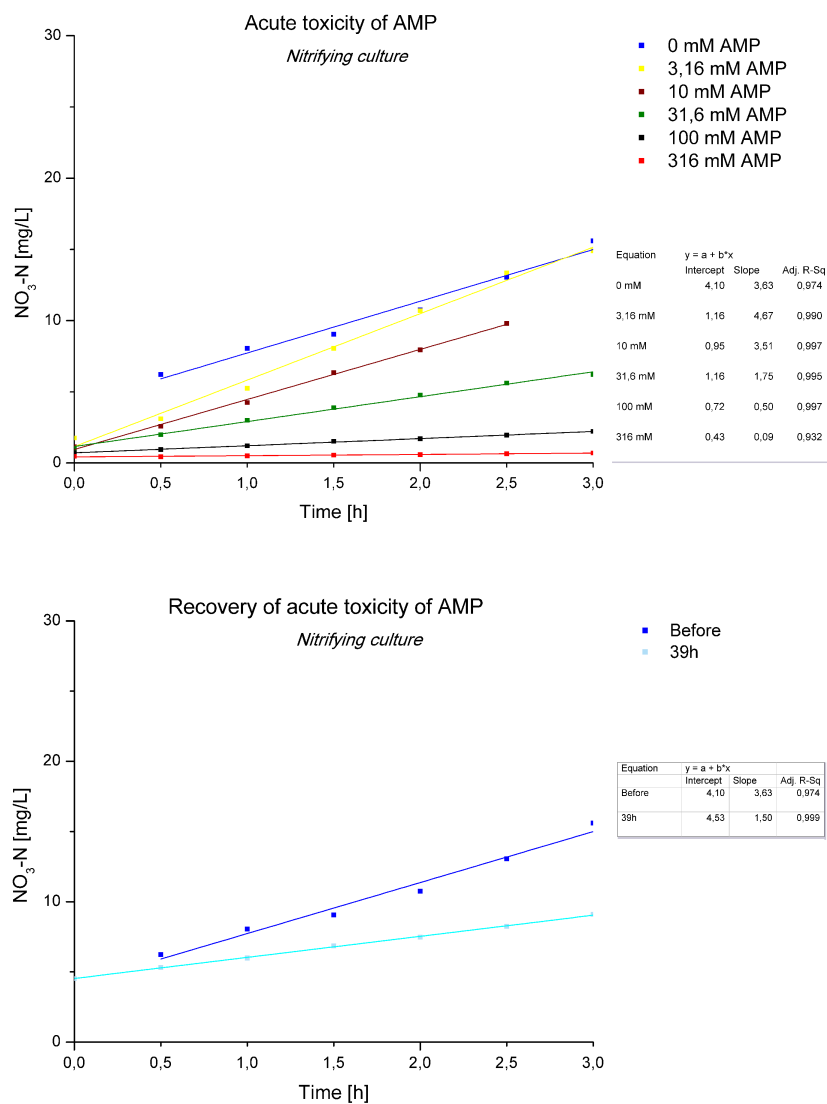 Acute toxicity of AMP
Nitrifying culture
0 mM AMP
3,16 mM AMP
10 mM AMP
31,6 mM AMP
100 mM AMP
316 mM AMP
NO3-N [mg/L]
30
20
10
0
0,0 0,5 1,0 1,5 2,0 2,5 3,0
Time [h]
Equation y = a + b*x
Intercept Slope Adj. R-Sq
0 mM 4,10 3,63 0,974
3,16 mM 1,16 4,67 0,990
10 mM 0,95 3,51 0,997
31,6 mM 1,16 1,75 0,995
100 mM 0,72 0,50 0,997
316 mM 0,43 0,09 0,932
Recovery of acute toxicity of AMP
Nitrifying culture
Before
39h
NO3-N [mg/L]
30
20
10
0
0,0 0,5 1,0 1,5 2,0 2,5 3,0
Time [h]
Equation y = a + b*x
Intercept Slope Adj. R-Sq
Before 4,10 3,63 0,974
39h 4,53 1,50 0,999